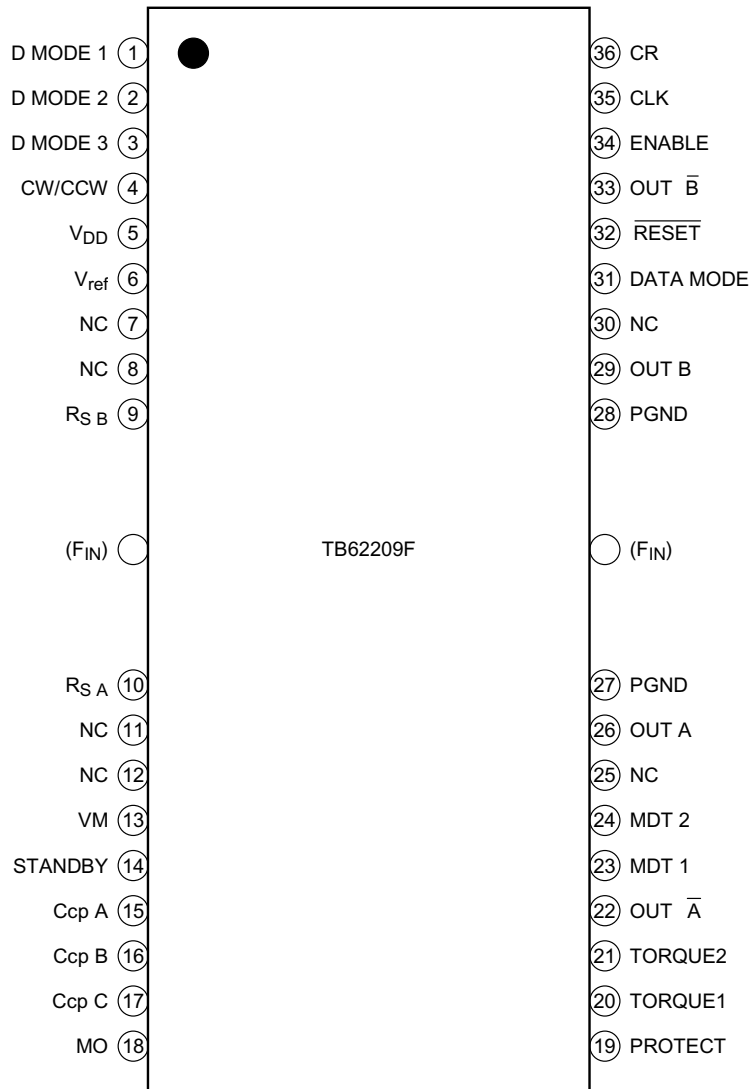 D MODE 1 1 36 CR
D MODE 2 2 35 CLK
D MODE 3 3 34 ENABLE
CW/CCW 4 33 OUT B̅
VDD 5 32 R̅E̅S̅E̅T̅
Vref 6 31 DATA MODE
NC 7 30 NC
NC 8 29 OUT B
RS B 9 28 PGND
(FIN) TB62209F (FIN)
RS A 10 27 PGND
NC 11 26 OUT A
NC 12 25 NC
VM 13 24 MDT 2
STANDBY 14 23 MDT 1
Ccp A 15 22 OUT A̅
Ccp B 16 21 TORQUE2
Ccp C 17 20 TORQUE1
MO 18 19 PROTECT